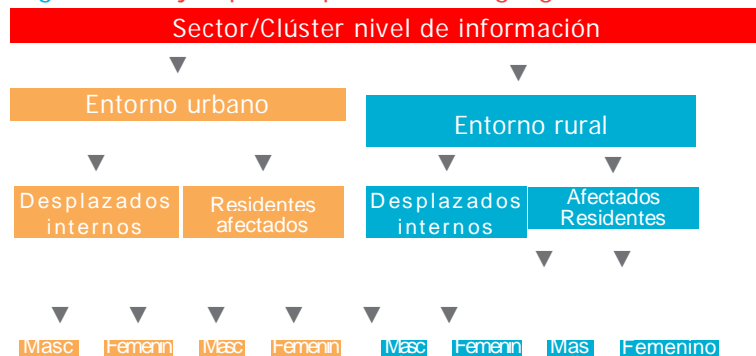 Sector/Clúster nivel de información
Entorno urbano
Entorno rural
Desplazados
internos
Residentes
afectados
Desplazados
internos
Afectados
Residentes
Masc Femenin Masc Femenin Masc Femenin Mas Femenino